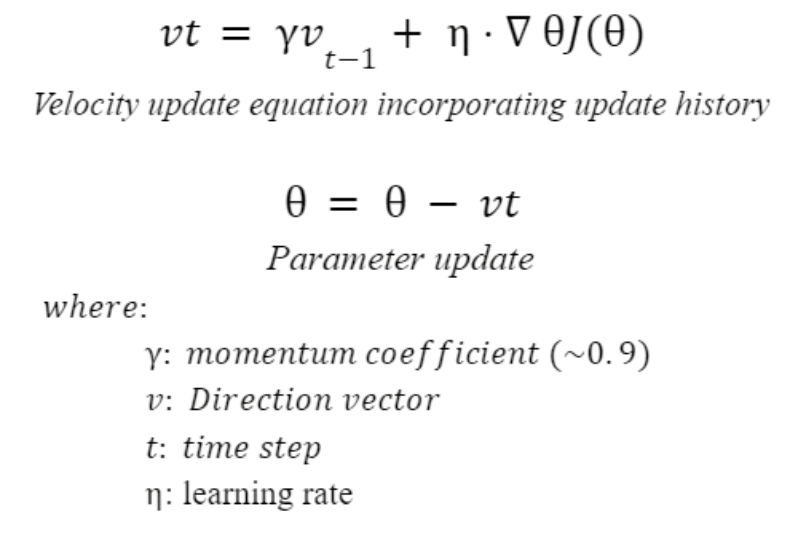 vt = γv t−1 + η · ∇ θJ(θ)
Velocity update equation incorporating update history
θ = θ − vt
Parameter update
where:
γ: momentum coefficient (~0.9)
v: Direction vector
t: time step
η: learning rate